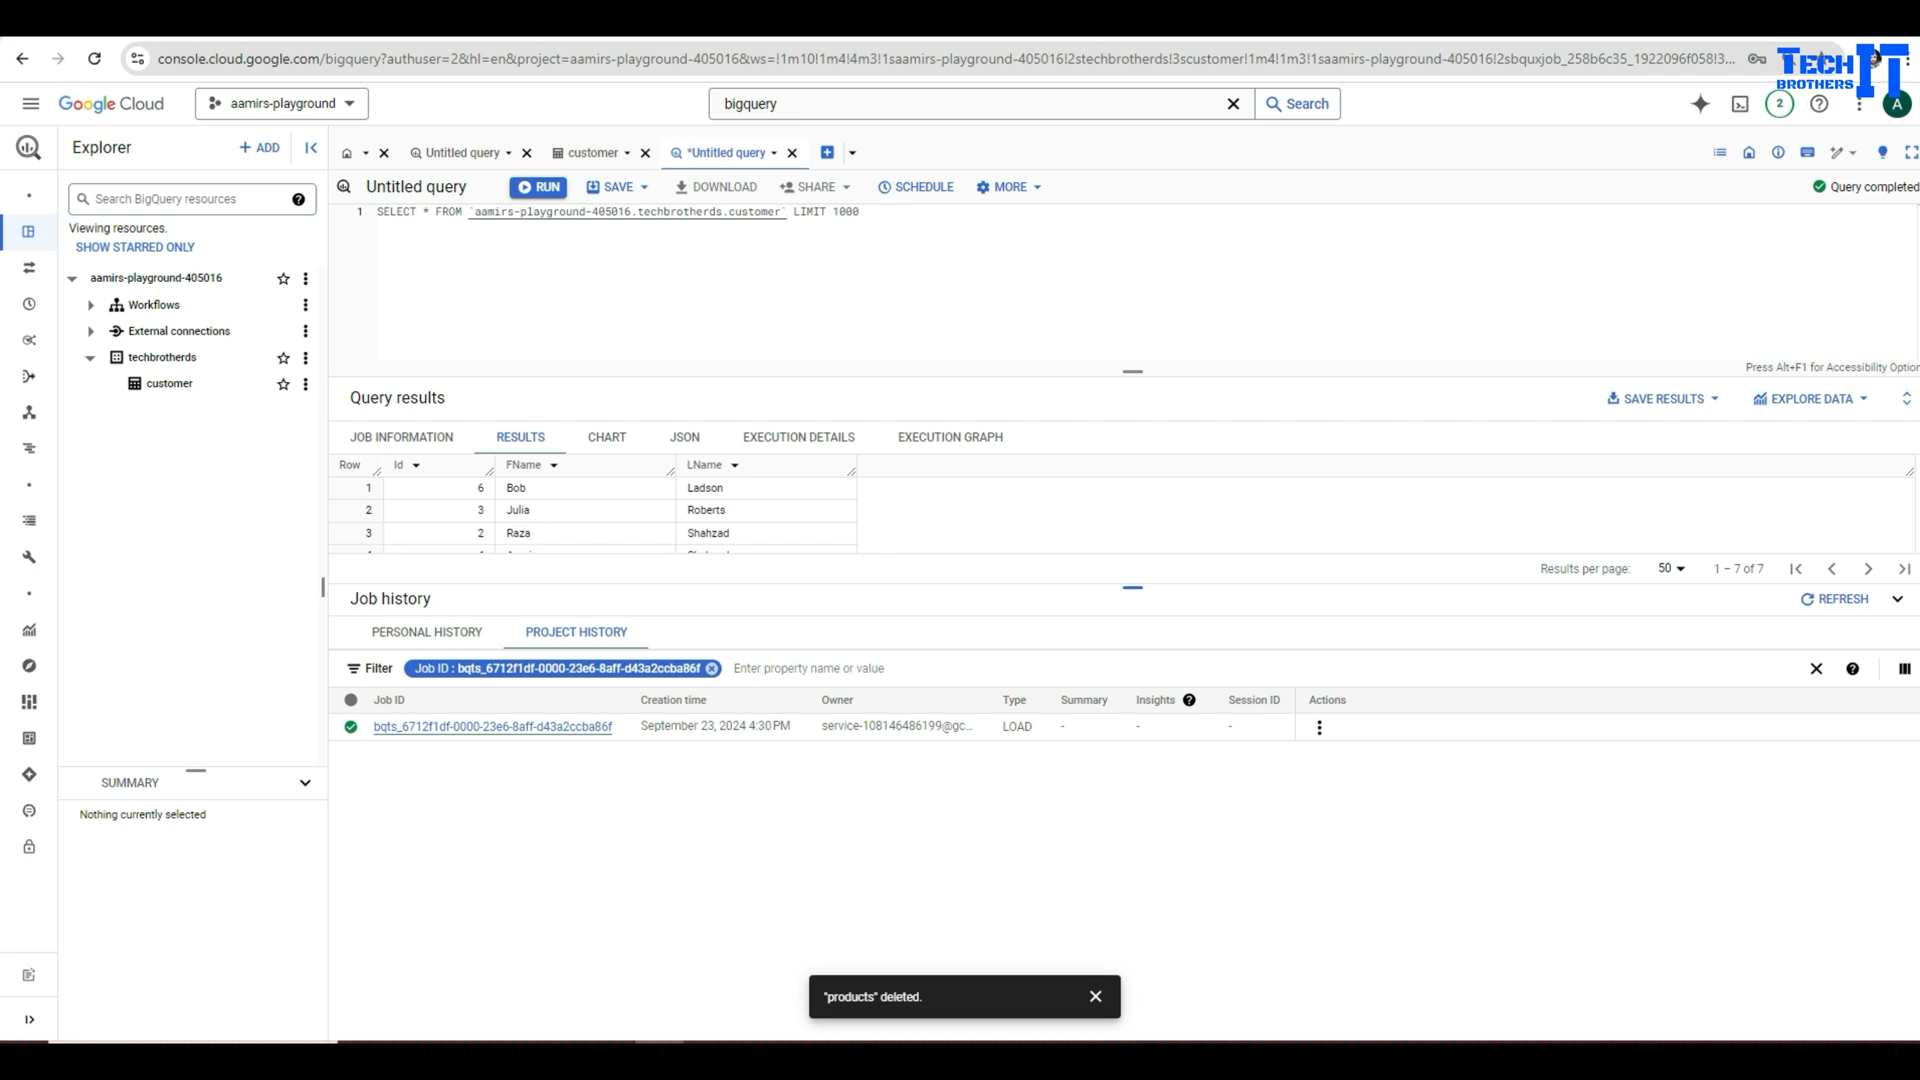 console.cloud.google.com/bigquery?authuser=2&hl=en&project=aamirs-playground-405016&ws=!1m10!1m4!4m3!1saamirs-playground-405016!2stechbrotherds!3scustomer!1m4!1m3!1saamirs-playground-405016!2sbquxjob_258b6c35_1922096f058!3...
TECH
BROTHERS
IT
Google Cloud
aamirs-playground
bigquery
Search
2
A
Explorer
+ ADD
Untitled query
customer
*Untitled query
Search BigQuery resources
Untitled query
RUN
SAVE
DOWNLOAD
SHARE
SCHEDULE
MORE
Query completed
1 SELECT * FROM `aamirs-playground-405016.techbrotherds.customer` LIMIT 1000
Viewing resources.
SHOW STARRED ONLY
aamirs-playground-405016
Workflows
External connections
techbrotherds
customer
Press Alt+F1 for Accessibility Option
Query results
SAVE RESULTS
EXPLORE DATA
JOB INFORMATION
RESULTS
CHART
JSON
EXECUTION DETAILS
EXECUTION GRAPH
Row Id FName LName
1 6 Bob Ladson
2 3 Julia Roberts
3 2 Raza Shahzad
Results per page: 50 1 – 7 of 7
Job history
REFRESH
PERSONAL HISTORY
PROJECT HISTORY
Filter
Job ID : bqts_6712f1df-0000-23e6-8aff-d43a2ccba86f
Enter property name or value
Job ID Creation time Owner Type Summary Insights Session ID Actions
bqts_6712f1df-0000-23e6-8aff-d43a2ccba86f September 23, 2024 4:30 PM service-108146486199@gc... LOAD - - -
SUMMARY
Nothing currently selected
"products" deleted.